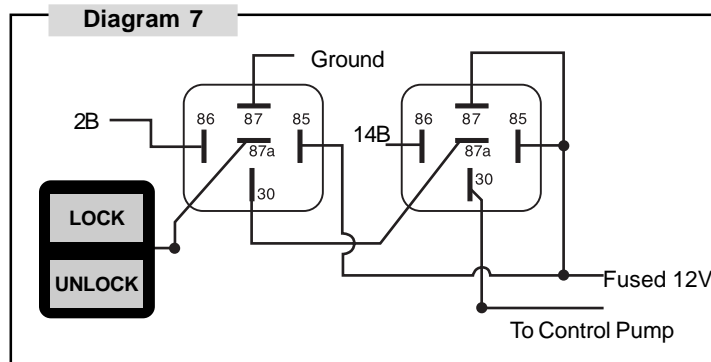 Diagram 7
Ground
86 87 85
2B
87a
30
86 87 85
14B
87a
30
LOCK
UNLOCK
Fused 12V
To Control Pump